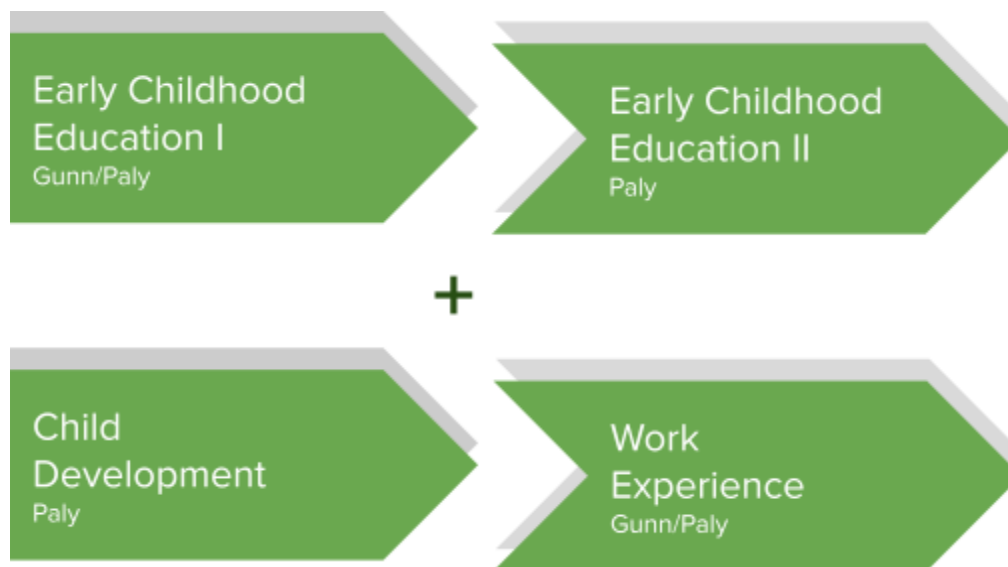 Early Childhood
Education I
Gunn/Paly
Early Childhood
Education II
Paly
+
Child
Development
Paly
Work
Experience
Gunn/Paly